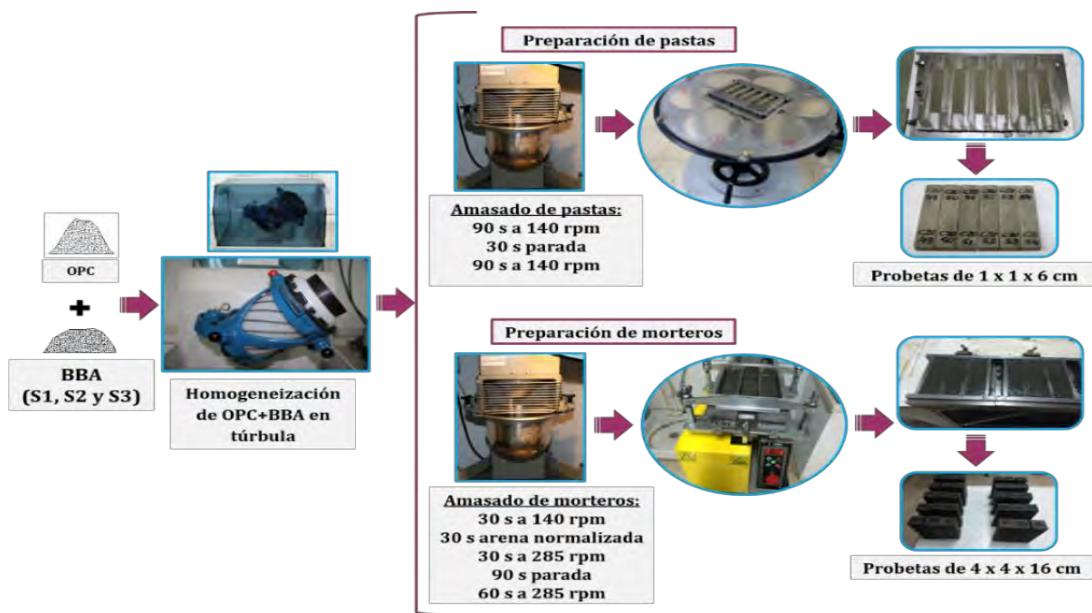 OPC
+
BBA
(S1, S2 y S3)
Homogeneización
de OPC+BBA en
túrbula
Preparación de pastas
Amasado de pastas:
90 s a 140 rpm
30 s parada
90 s a 140 rpm
Probetas de 1 x 1 x 6 cm
Preparación de morteros
Amasado de morteros:
30 s a 140 rpm
30 s arena normalizada
30 s a 285 rpm
90 s parada
60 s a 285 rpm
Probetas de 4 x 4 x 16 cm